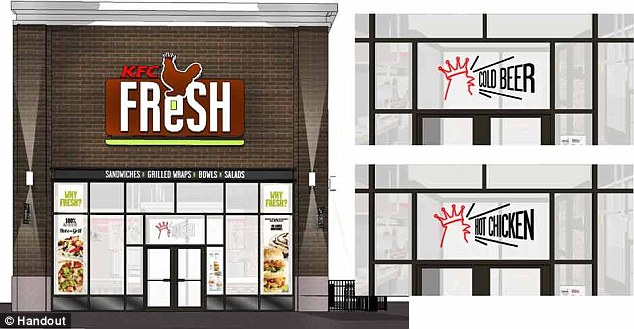 KFC
FReSH
SANDWICHES GRILLED WRAPS BOWLS SALADS
WHY
FRESH?
WHY
FRESH?
COLD BEER
HOT CHICKEN
© Handout